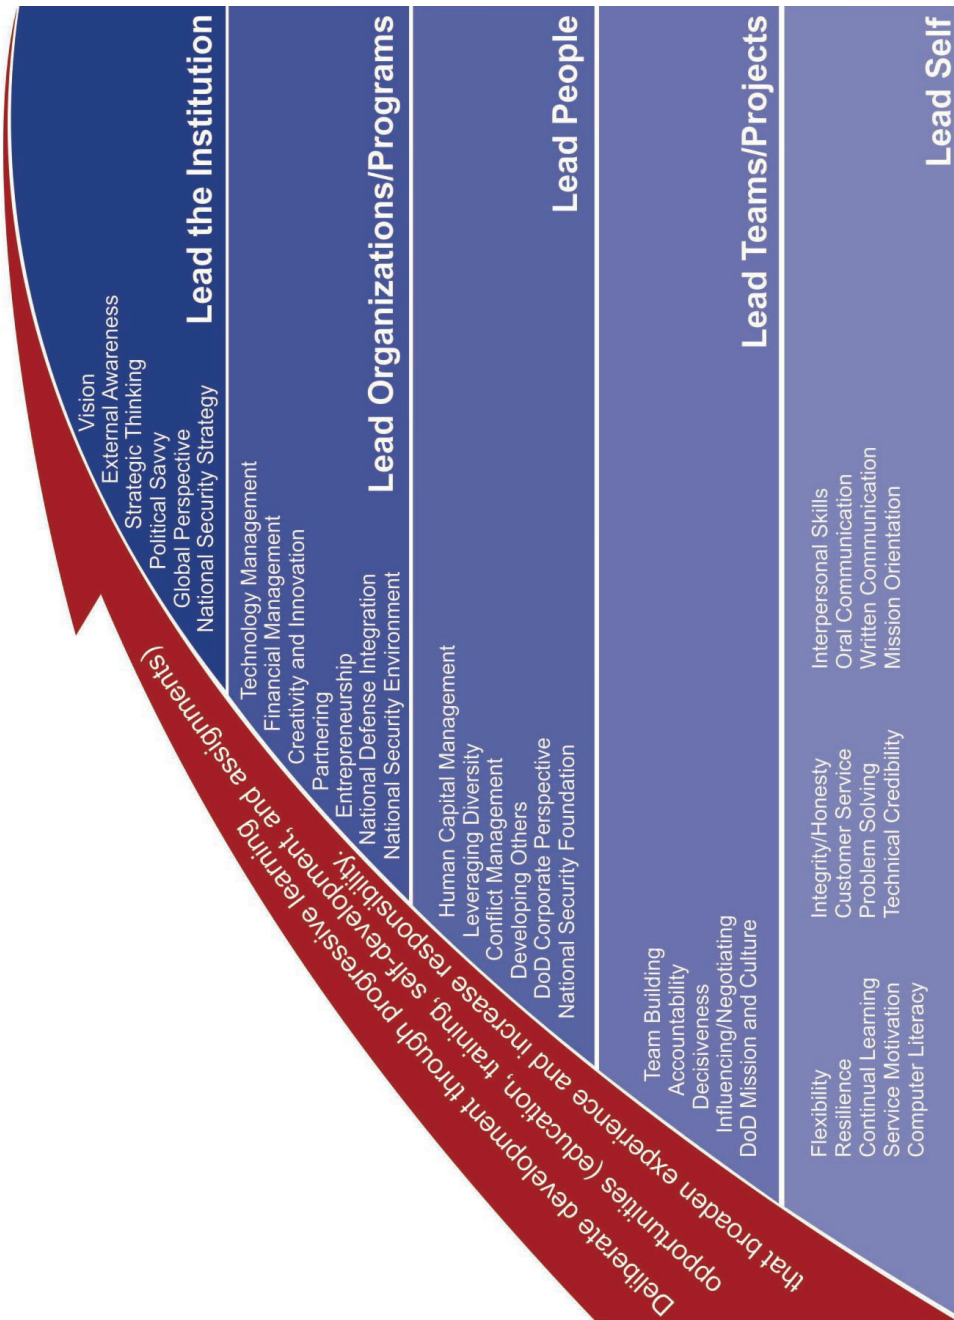 Vision
External Awareness
Strategic Thinking
Political Savvy
Global Perspective
National Security Strategy
Lead the Institution
Technology Management
Financial Management
Creativity and Innovation
Partnering
Entrepreneurship
National Defense Integration
National Security Environment
Lead Organizations/Programs
Human Capital Management
Leveraging Diversity
Conflict Management
Developing Others
DoD Corporate Perspective
National Security Foundation
Lead People
Team Building
Accountability
Decisiveness
Influencing/Negotiating
DoD Mission and Culture
Lead Teams/Projects
Flexibility
Resilience
Continual Learning
Service Motivation
Computer Literacy
Integrity/Honesty
Customer Service
Problem Solving
Technical Credibility
Interpersonal Skills
Oral Communication
Written Communication
Mission Orientation
Lead Self
Deliberate development through progressive learning
opportunities (education, training, self-development, and assignments)
that broaden experience and increase responsibility.